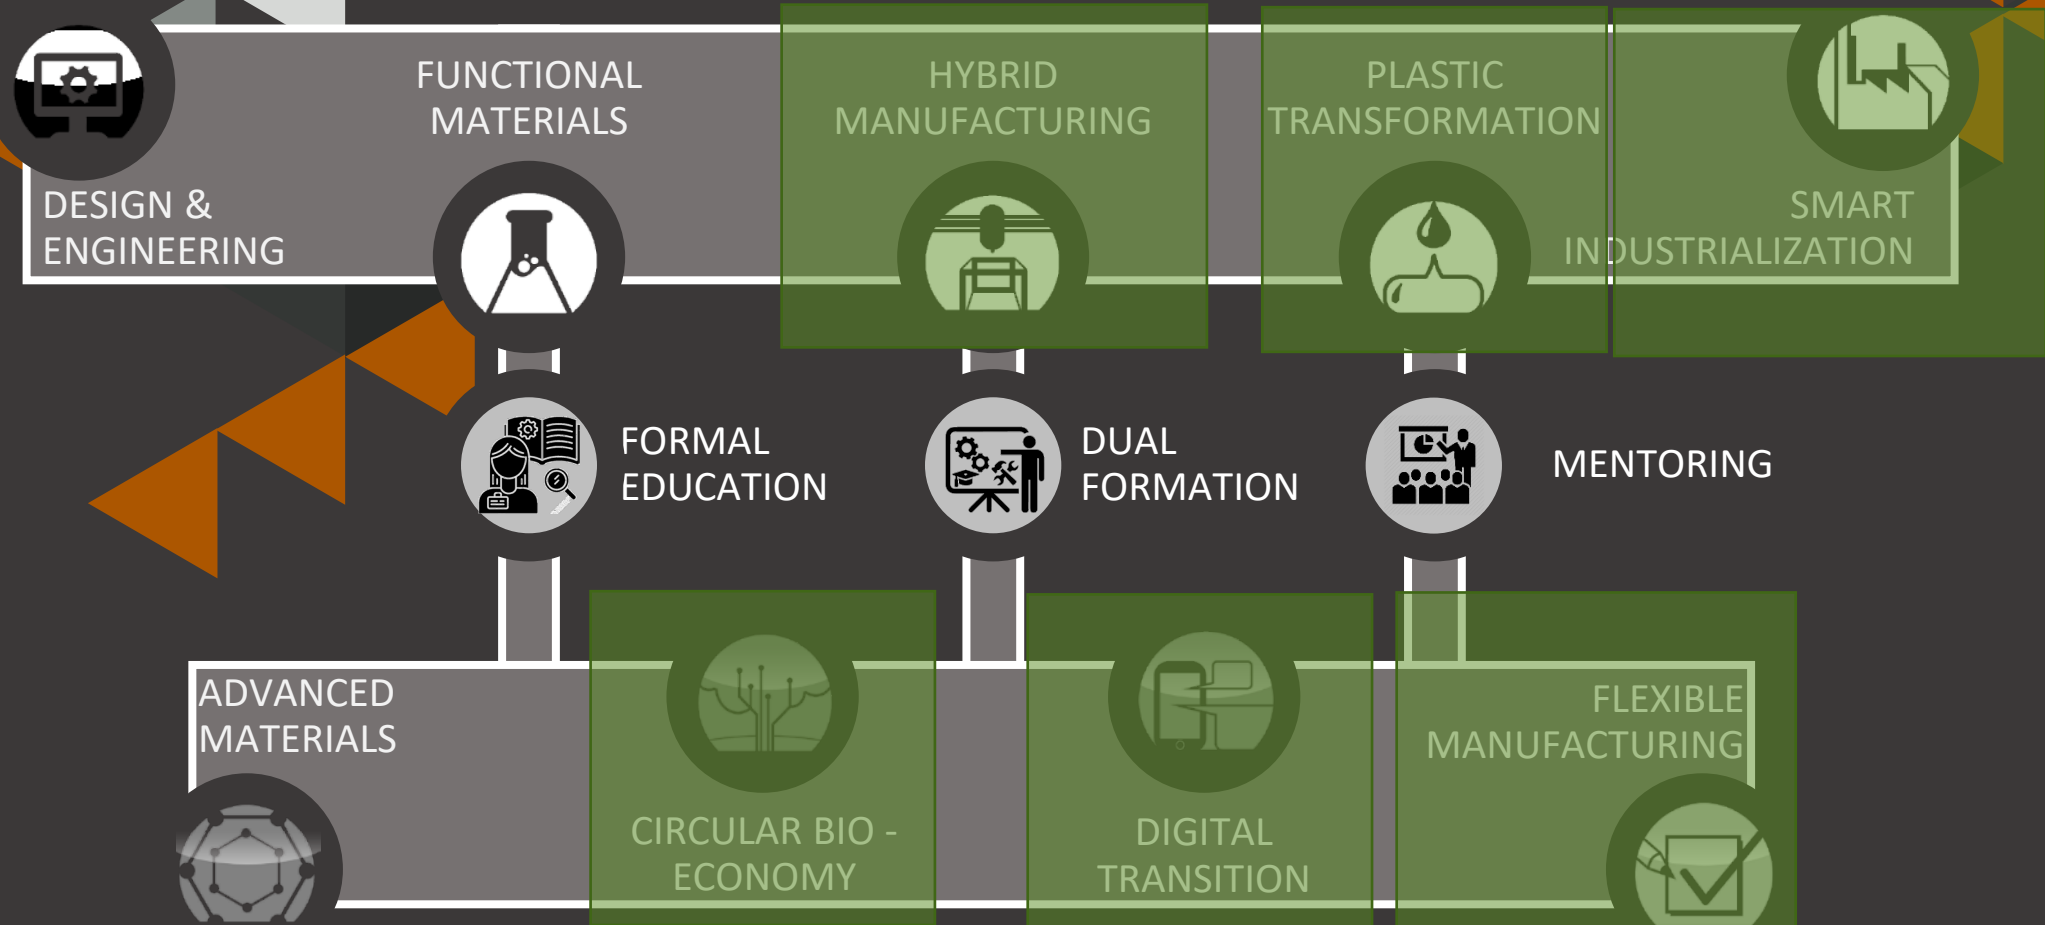 FUNCTIONAL
MATERIALS
HYBRID
MANUFACTURING
PLASTIC
TRANSFORMATION
DESIGN &
ENGINEERING
SMART
INDUSTRIALIZATION
FORMAL
EDUCATION
DUAL
FORMATION
MENTORING
ADVANCED
MATERIALS
FLEXIBLE
MANUFACTURING
CIRCULAR BIO -
ECONOMY
DIGITAL
TRANSITION